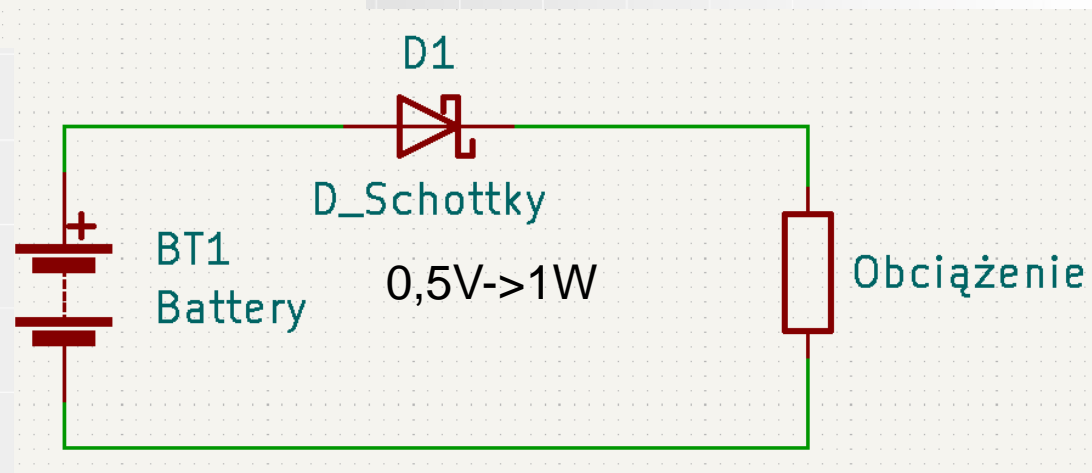 D1
D_Schottky
+
BT1
Battery
0,5V->1W
Obciążenie